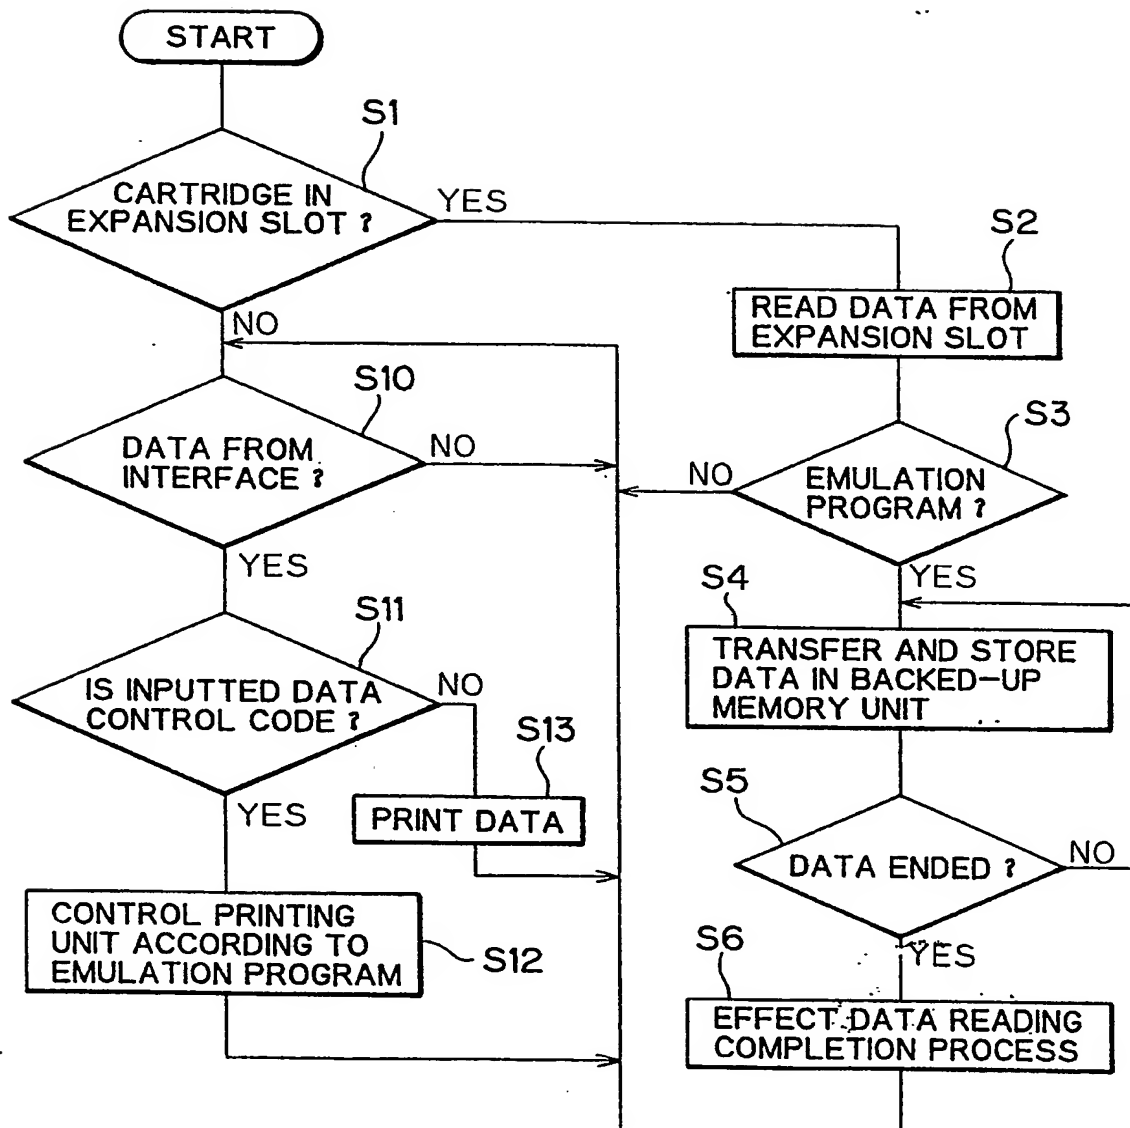 START
S1
CARTRIDGE IN
EXPANSION SLOT ?
YES
NO
S2
READ DATA FROM
EXPANSION SLOT
S10
DATA FROM
INTERFACE ?
NO
YES
S3
EMULATION
PROGRAM ?
NO
YES
S11
IS INPUTTED DATA
CONTROL CODE ?
NO
YES
S13
PRINT DATA
S4
TRANSFER AND STORE
DATA IN BACKED-UP
MEMORY UNIT
S5
DATA ENDED ?
NO
YES
CONTROL PRINTING
UNIT ACCORDING TO
EMULATION PROGRAM
S12
S6
EFFECT DATA READING
COMPLETION PROCESS